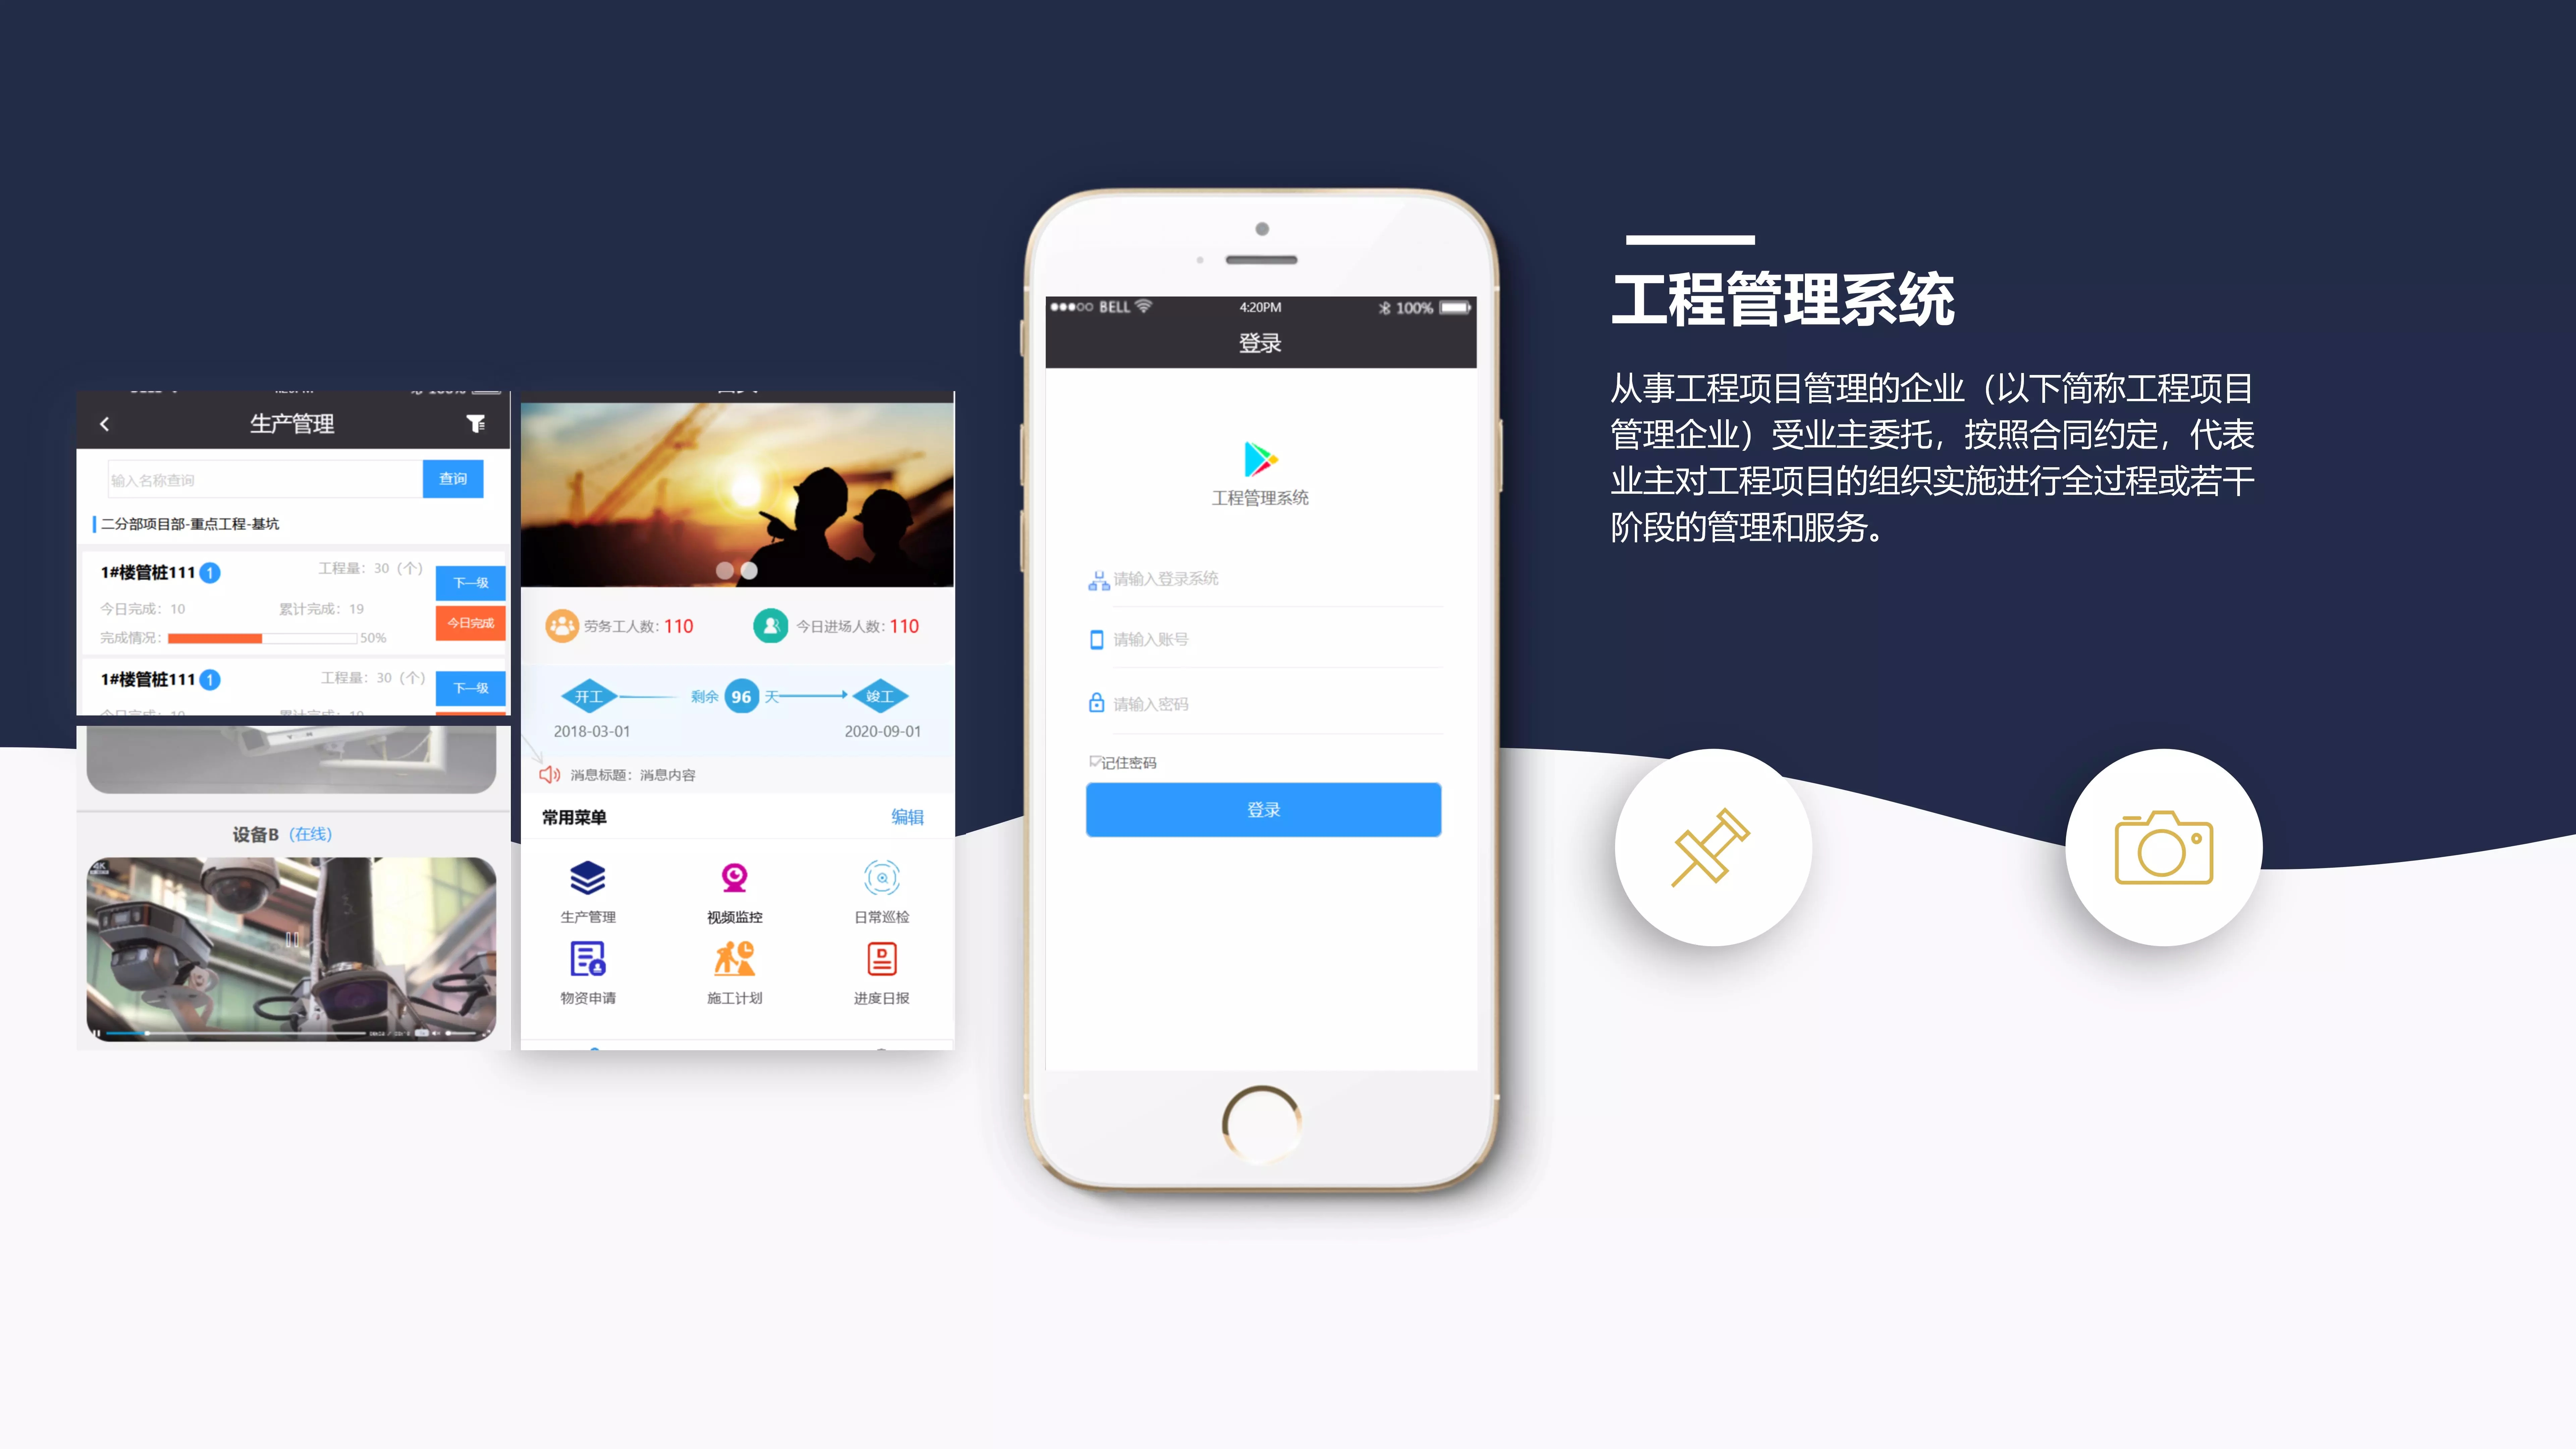 生产管理
输入名称查询
查询
二分部项目部-重点工程-基坑
1#楼管桩111 1
工程量：30（个）
下一级
今日完成：10
累计完成：19
今日完成
完成情况：
50%
1#楼管桩111 1
工程量：30（个）
下一级
今日完成：10
累计完成：19
设备B（在线）
劳务工人数：110
今日进场人数：110
开工
剩余 96 天
竣工
2018-03-01
2020-09-01
消息标题：消息内容
常用菜单
编辑
生产管理
视频监控
日常巡检
物资申请
施工计划
进度日报
BELL
4:20PM
100%
登录
工程管理系统
请输入登录系统
请输入账号
请输入密码
记住密码
登录
工程管理系统
从事工程项目管理的企业（以下简称工程项目
管理企业）受业主委托，按照合同约定，代表
业主对工程项目的组织实施进行全过程或若干
阶段的管理和服务。